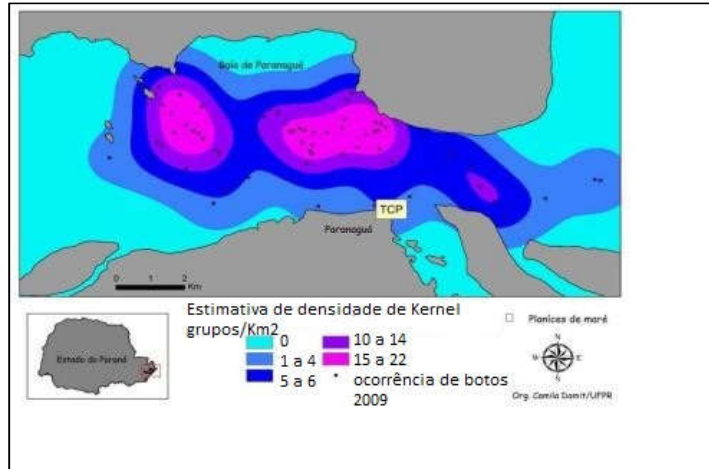 Baía de Paranaguá
TCP
Paranaguá
0 1 2
Km
Estimativa de densidade de Kernel
grupos/Km2
0
1 a 4
5 a 6
10 a 14
15 a 22
ocorrência de botos
2009
Planíces de maré
N
E
S
Estado do Paraná
Org. Camila Domit/UFPR